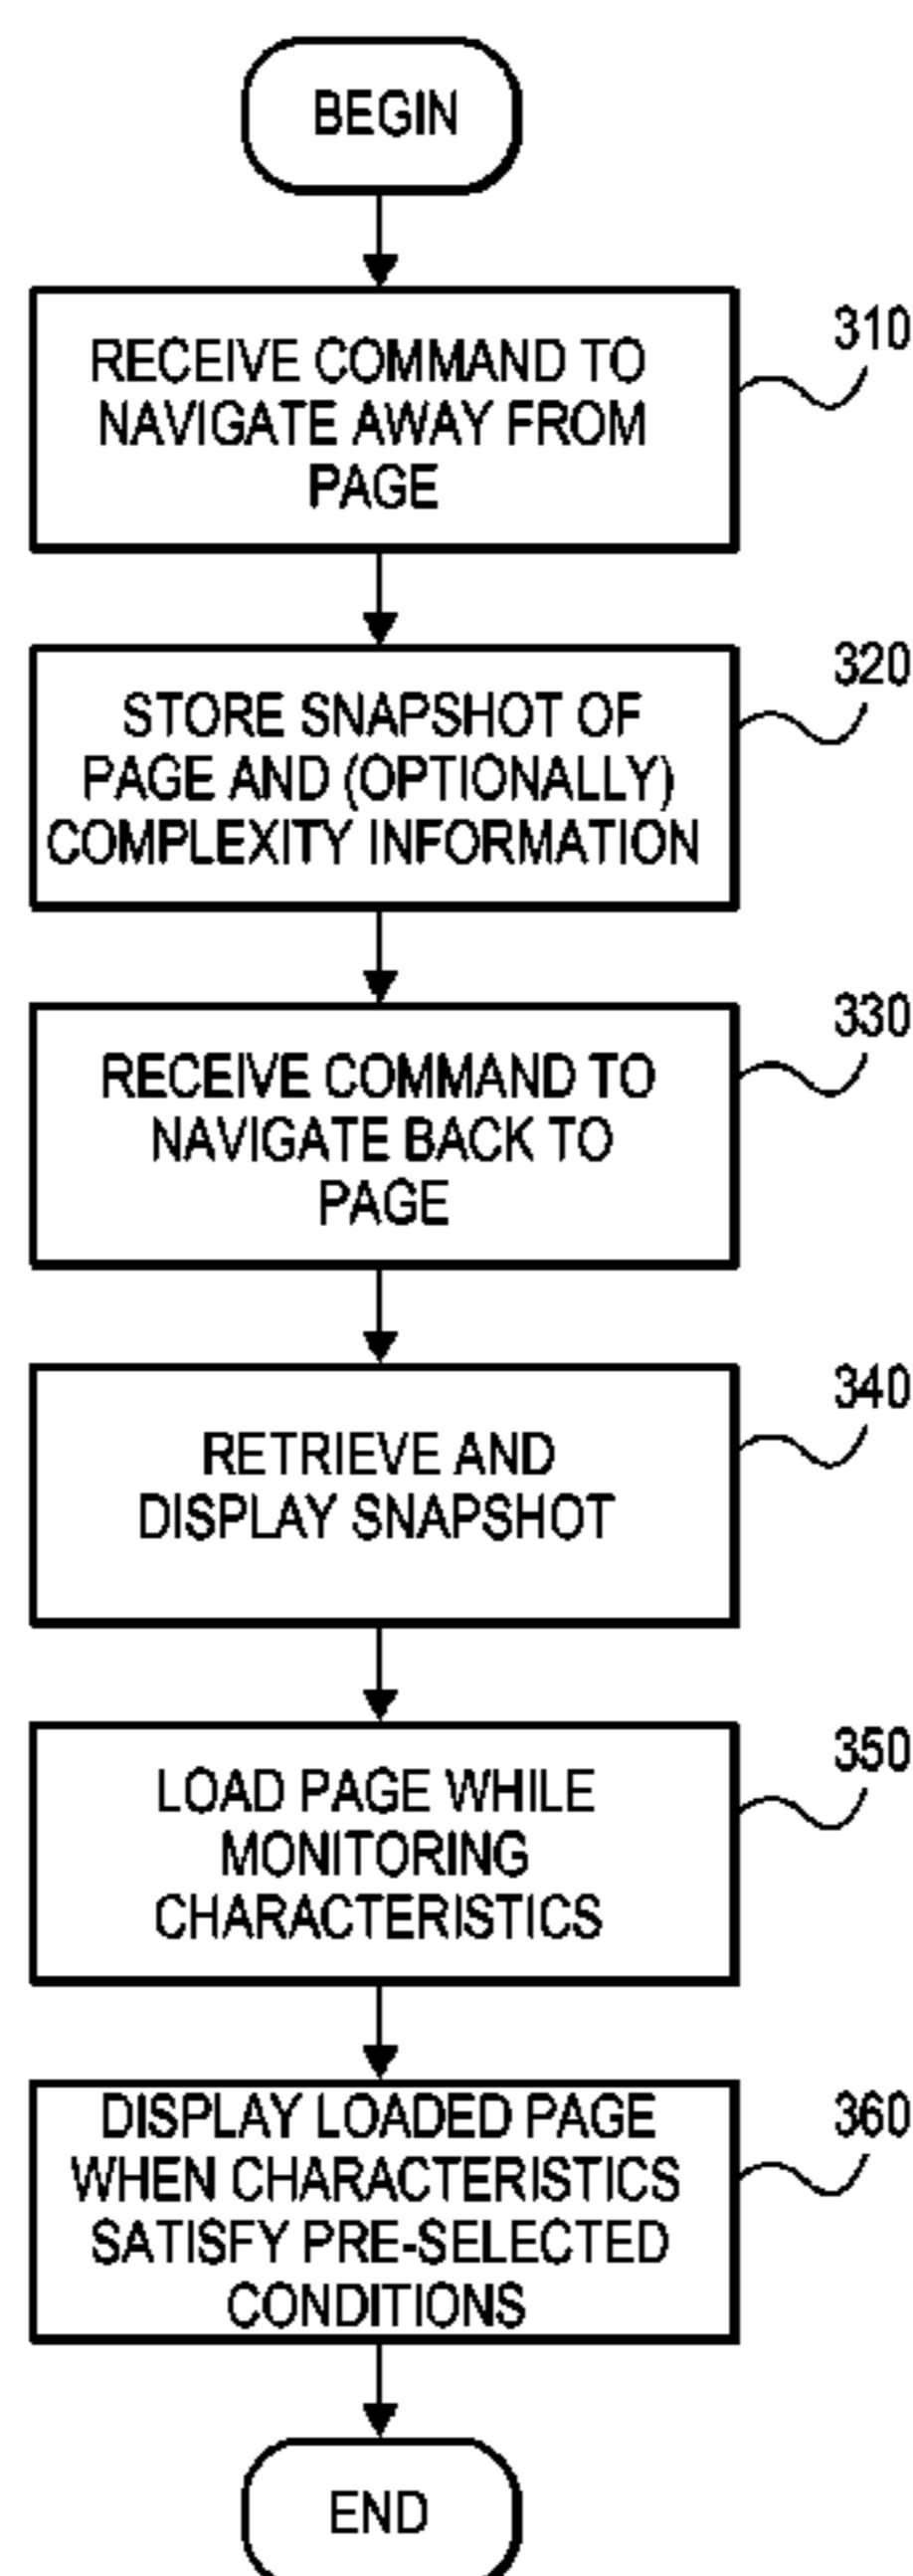 BEGIN
RECEIVE COMMAND TO
NAVIGATE AWAY FROM
PAGE
310
STORE SNAPSHOT OF
PAGE AND (OPTIONALLY)
COMPLEXITY INFORMATION
320
RECEIVE COMMAND TO
NAVIGATE BACK TO
PAGE
330
RETRIEVE AND
DISPLAY SNAPSHOT
340
LOAD PAGE WHILE
MONITORING
CHARACTERISTICS
350
DISPLAY LOADED PAGE
WHEN CHARACTERISTICS
SATISFY PRE-SELECTED
CONDITIONS
360
END